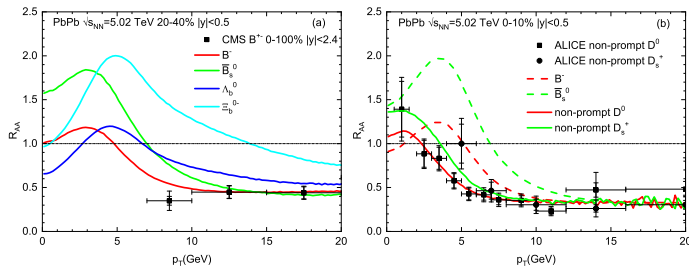 PbPb √sNN=5.02 TeV 20-40% |y|<0.5 (a)
CMS B+- 0-100% |y|<2.4
B-
B̅s0
Λb0
Ξ̅b0-
RAA
2.5
2.0
1.5
1.0
0.5
0.0
0 5 10 15 20
pT(GeV)
PbPb √sNN=5.02 TeV 0-10% |y|<0.5 (b)
ALICE non-prompt D0
ALICE non-prompt Ds+
B-
B̅s0
non-prompt D0
non-prompt Ds+
RAA
2.5
2.0
1.5
1.0
0.5
0.0
0 5 10 15 20
pT(GeV)